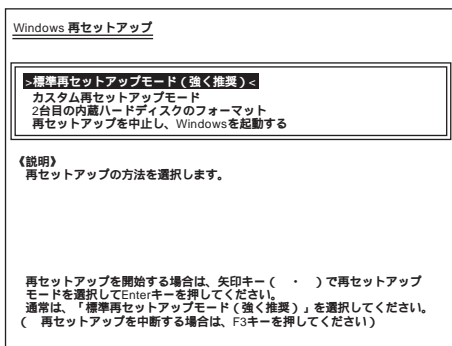 Windows 再セットアップ
>標準再セットアップモード（強く推奨）<
カスタム再セットアップモード
2台目の内蔵ハードディスクのフォーマット
再セットアップを中止し、Windowsを起動する
《説明》
再セットアップの方法を選択します。
再セットアップを開始する場合は、矢印キー（　・　）で再セットアップ
モードを選択してEnterキーを押してください。
通常は、「標準再セットアップモード（強く推奨）」を選択してください。
（　再セットアップを中断する場合は、F3キーを押してください）